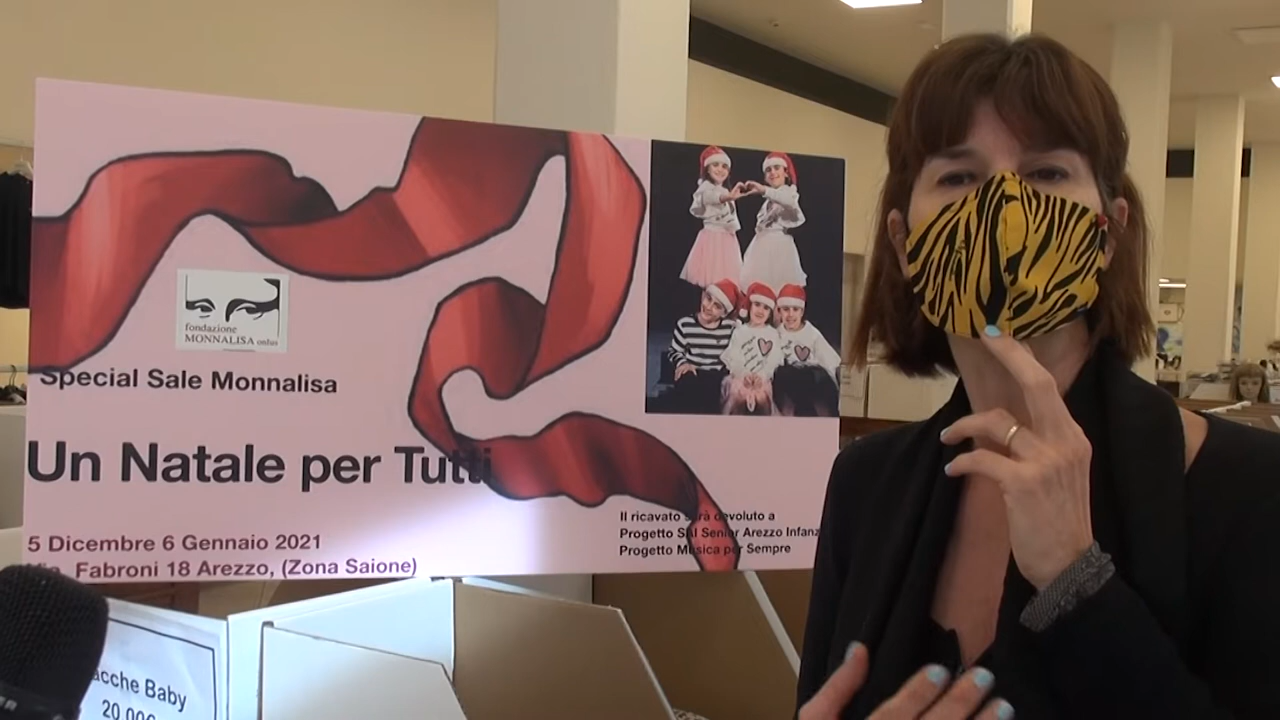 fondazione
MONNALISA onlus
Special Sale Monnalisa
Un Natale per Tutti
5 Dicembre 6 Gennaio 2021
Via Fabroni 18 Arezzo, (Zona Saione)
Il ricavato sarà devoluto a
Progetto Senior Arezzo
Progetto Musica per Sempre
Baby